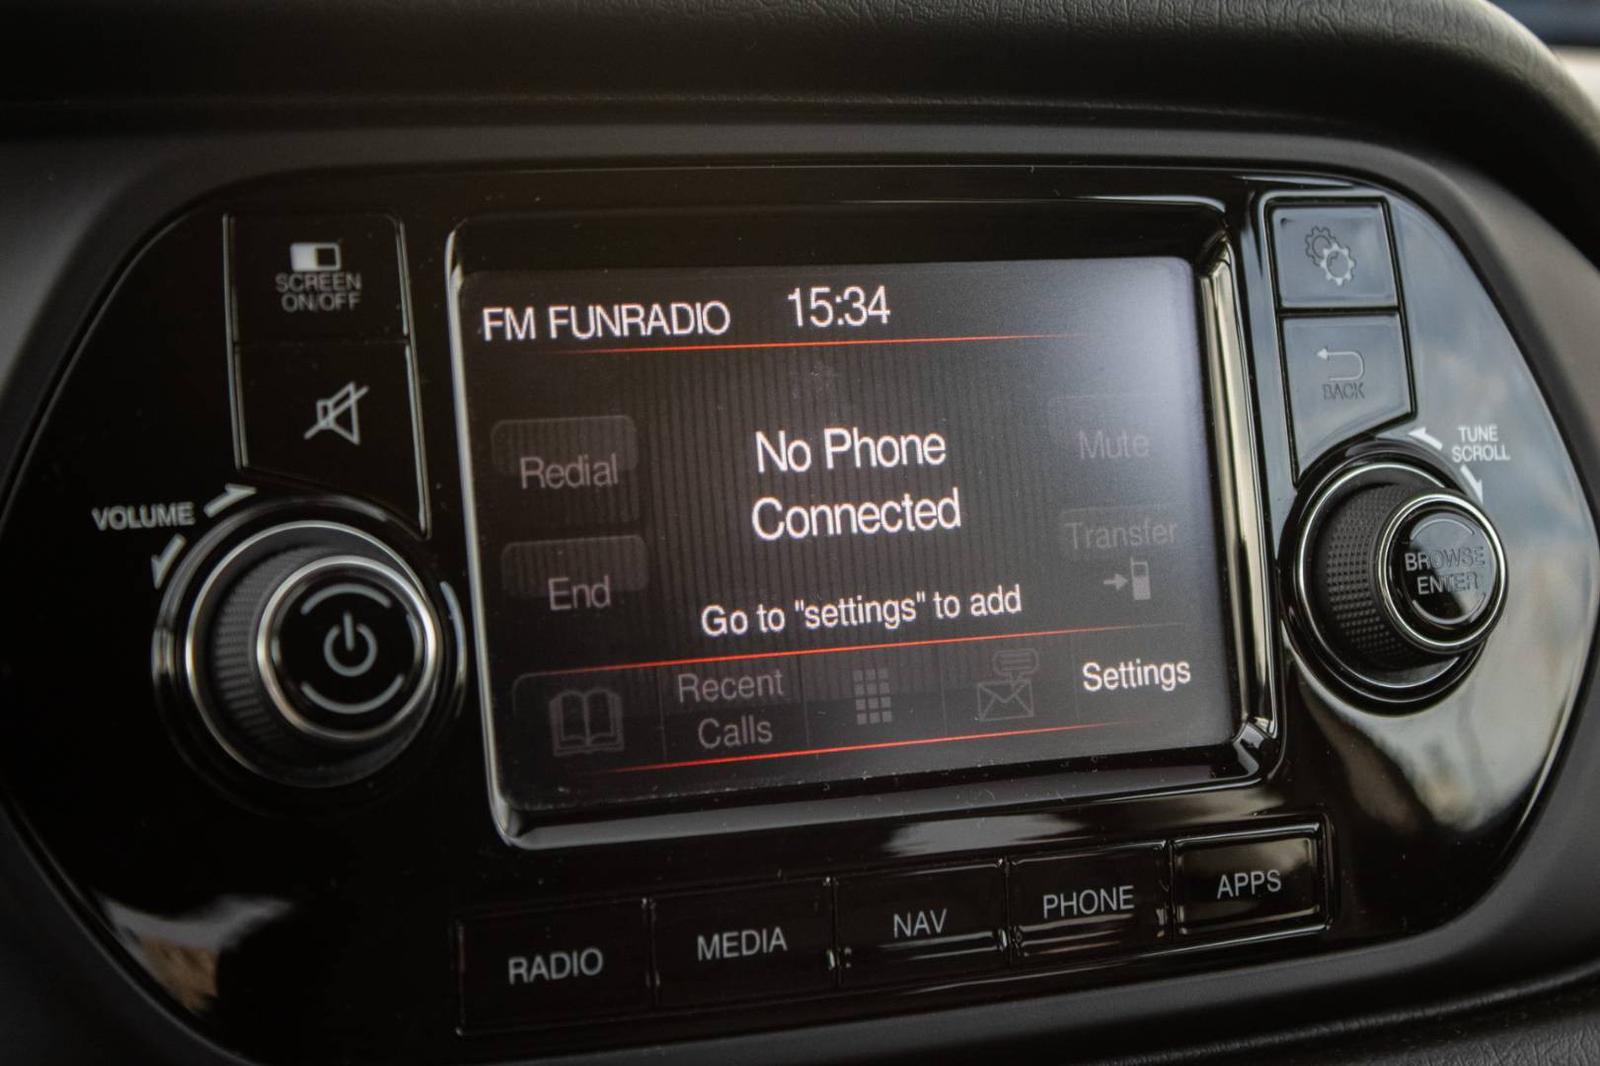 SCREEN
ON/OFF
VOLUME
FM FUNRADIO 15:34
Redial
No Phone
Connected
Mute
End
Transfer
Go to "settings" to add
Recent
Calls
Settings
BACK
TUNE
SCROLL
BROWSE
ENTER
RADIO
MEDIA
NAV
PHONE
APPS